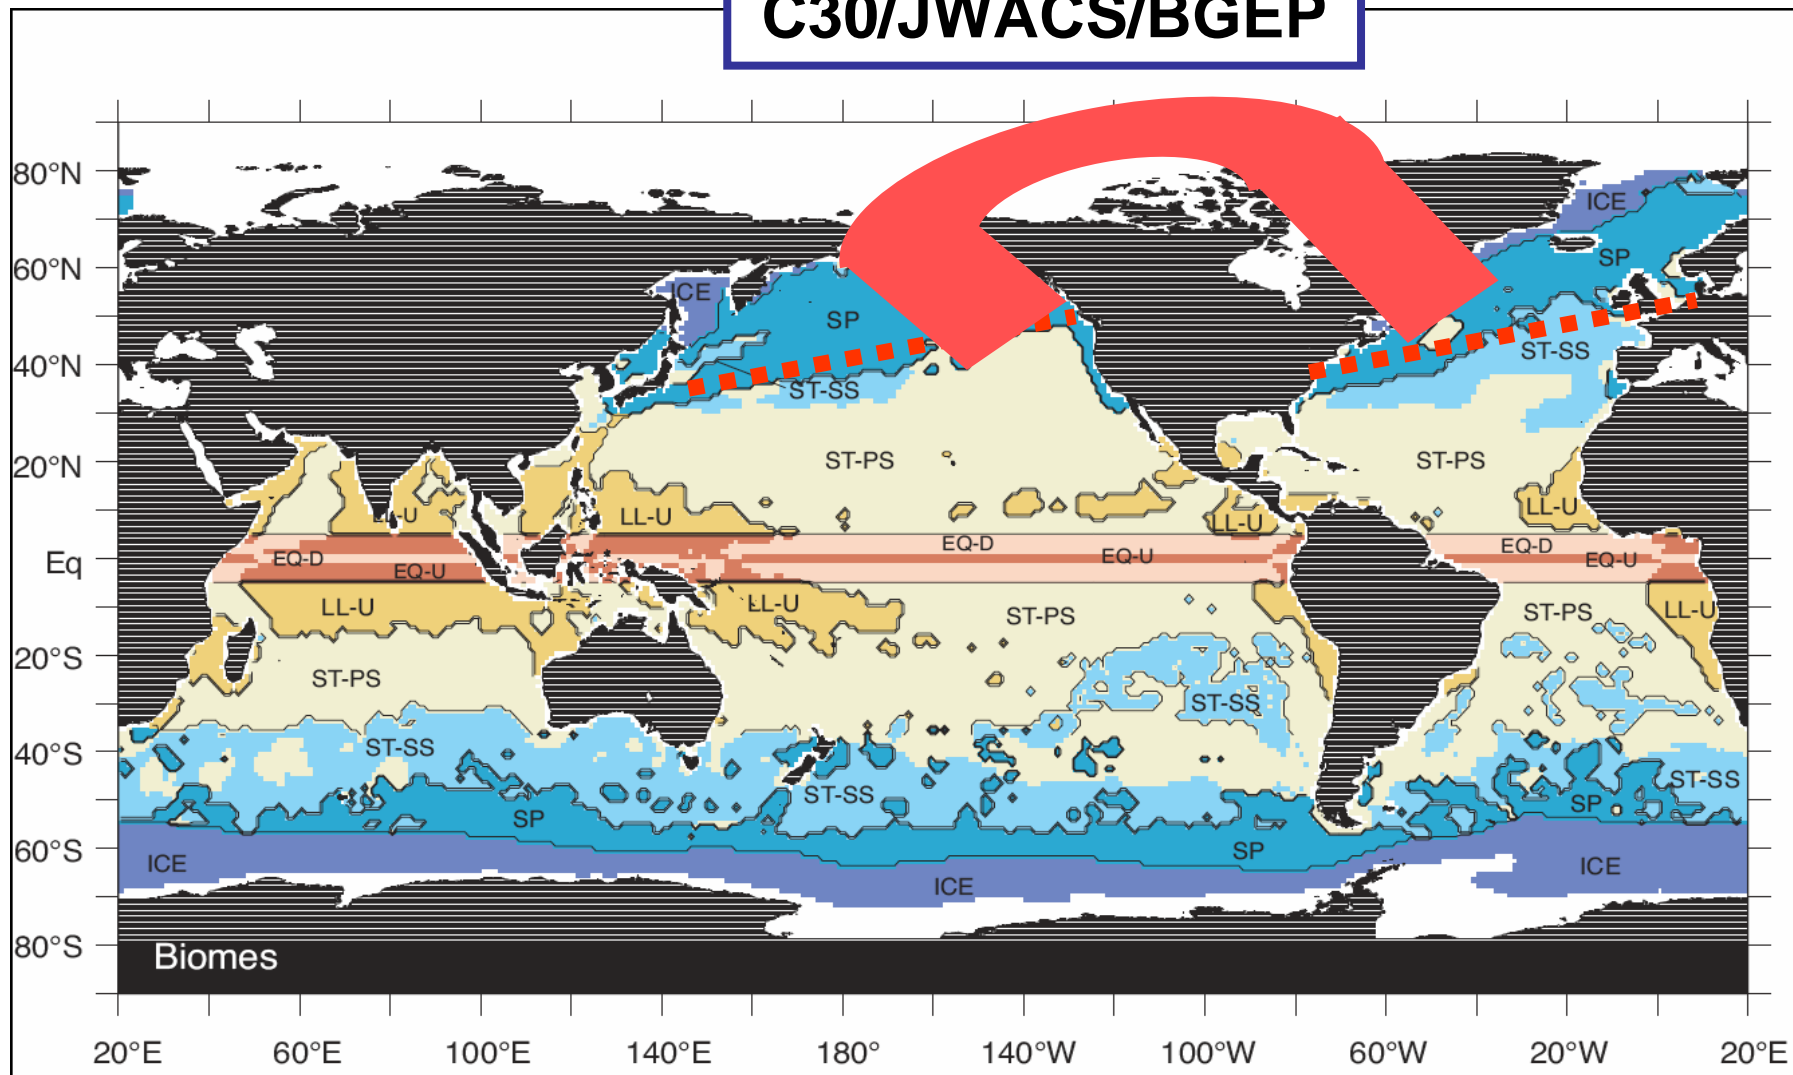 C30/JWACS/BGEP
80°N
ICE
SP
60°N
ICE
SP
40°N
ST-SS
ST-SS
20°N
ST-PS
ST-PS
LL-U
LL-U
LL-U
LL-U
Eq
EQ-D
EQ-U
EQ-D
EQ-U
EQ-D
EQ-U
LL-U
LL-U
ST-PS
ST-PS
LL-U
20°S
ST-PS
ST-SS
40°S
ST-SS
ST-SS
ST-SS
SP
SP
60°S
ICE
SP
ICE
ICE
80°S
Biomes
20°E 60°E 100°E 140°E 180° 140°W 100°W 60°W 20°W 20°E